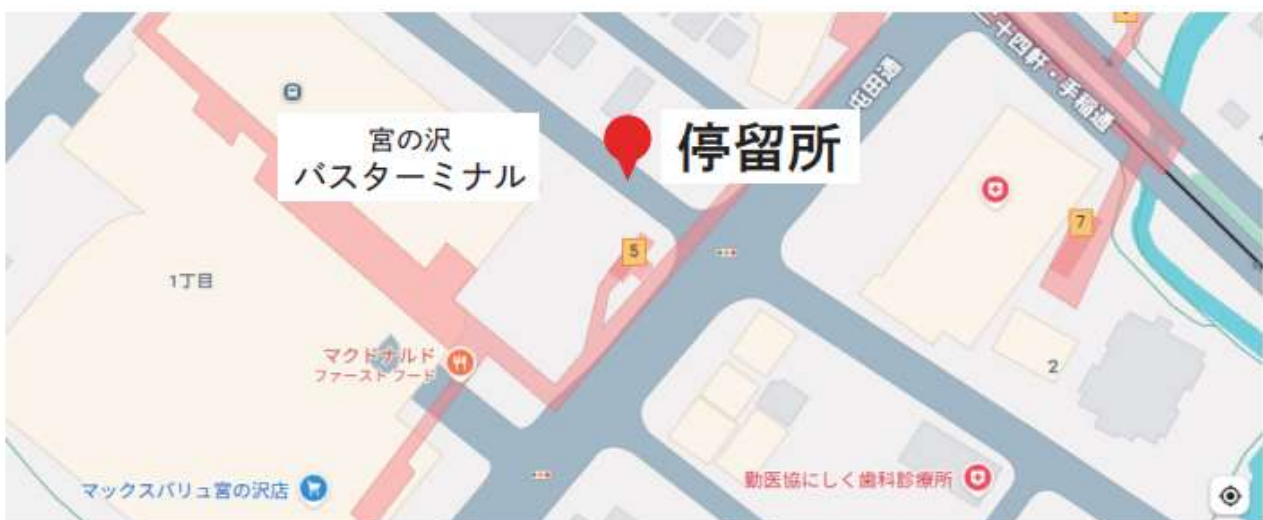 二十四軒・手稲通
屯田通
宮の沢
バスターミナル
停留所
5
7
1丁目
マクドナルド
ファースト フード
2
マックスバリュ宮の沢店
勤医協にしく歯科診療所